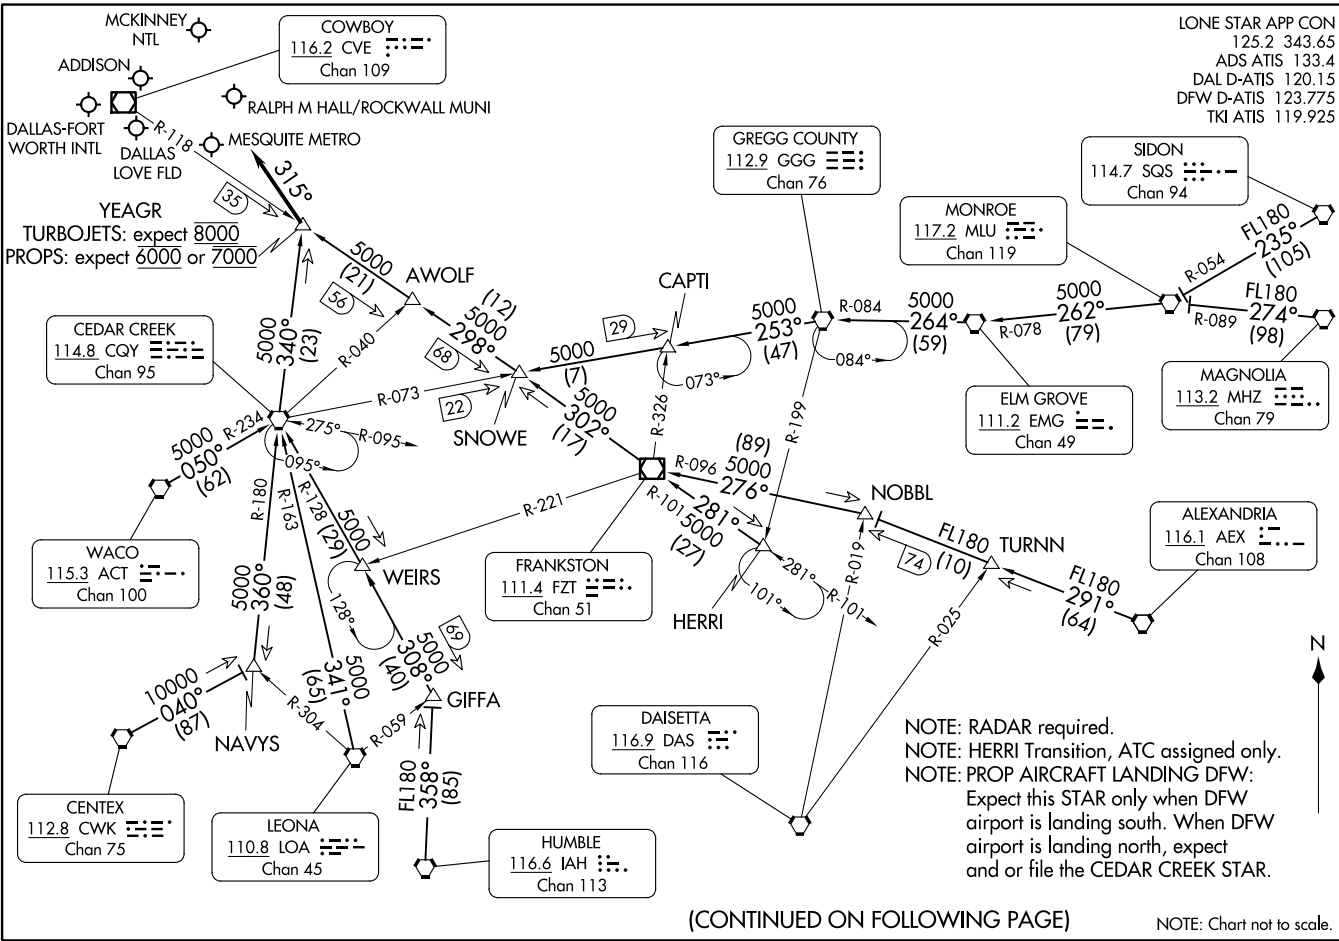 MCKINNEY
NTL
ADDISON
DALLAS-FORT
WORTH INTL
DALLAS
LOVE FLD
RALPH M HALL/ROCKWALL MUNI
MESQUITE METRO
COWBOY
116.2 CVE
Chan 109
LONE STAR APP CON
125.2 343.65
ADS ATIS 133.4
DAL D-ATIS 120.15
DFW D-ATIS 123.775
TKI ATIS 119.925
R-118
35
315°
YEAGR
TURBOJETS: expect 8000
PROPS: expect 6000 or 7000
GREGG COUNTY
112.9 GGG
Chan 76
SIDON
114.7 SQS
Chan 94
MONROE
117.2 MLU
Chan 119
FL180
235°
(105)
R-054
5000
(21)
56
AWOLF
(12)
5000
298°
68
CAPTI
29
5000
253°
(47)
R-084
084°
5000
264°
(59)
R-078
5000
262°
(79)
R-089
FL180
274°
(98)
MAGNOLIA
113.2 MHZ
Chan 79
ELM GROVE
111.2 EMG
Chan 49
CEDAR CREEK
114.8 CQY
Chan 95
5000
340°
(23)
R-040
R-073
22
SNOWE
5000
(7)
073°
R-326
R-199
5000
302°
(17)
R-234
5000
050°
(62)
275°
R-095
095°
R-180
R-163
R-128
5000
(29)
WEIRS
128°
R-221
WACO
115.3 ACT
Chan 100
FRANKSTON
111.4 FZT
Chan 51
(89)
R-096
5000
276°
R-101
281°
5000
(27)
HERRI
101°
281°
R-101
NOBBL
74
R-019
FL180
(10)
TURNN
R-025
FL180
291°
(64)
ALEXANDRIA
116.1 AEX
Chan 108
5000
360°
(48)
5000
341°
(65)
5000
308°
(40)
69
GIFFA
10000
040°
(87)
NAVYS
R-304
R-059
FL180
358°
(85)
CENTEX
112.8 CWK
Chan 75
LEONA
110.8 LOA
Chan 45
HUMBLE
116.6 IAH
Chan 113
DAISETTA
116.9 DAS
Chan 116
N
NOTE: RADAR required.
NOTE: HERRI Transition, ATC assigned only.
NOTE: PROP AIRCRAFT LANDING DFW:
Expect this STAR only when DFW
airport is landing south. When DFW
airport is landing north, expect
and or file the CEDAR CREEK STAR.
(CONTINUED ON FOLLOWING PAGE)
NOTE: Chart not to scale.